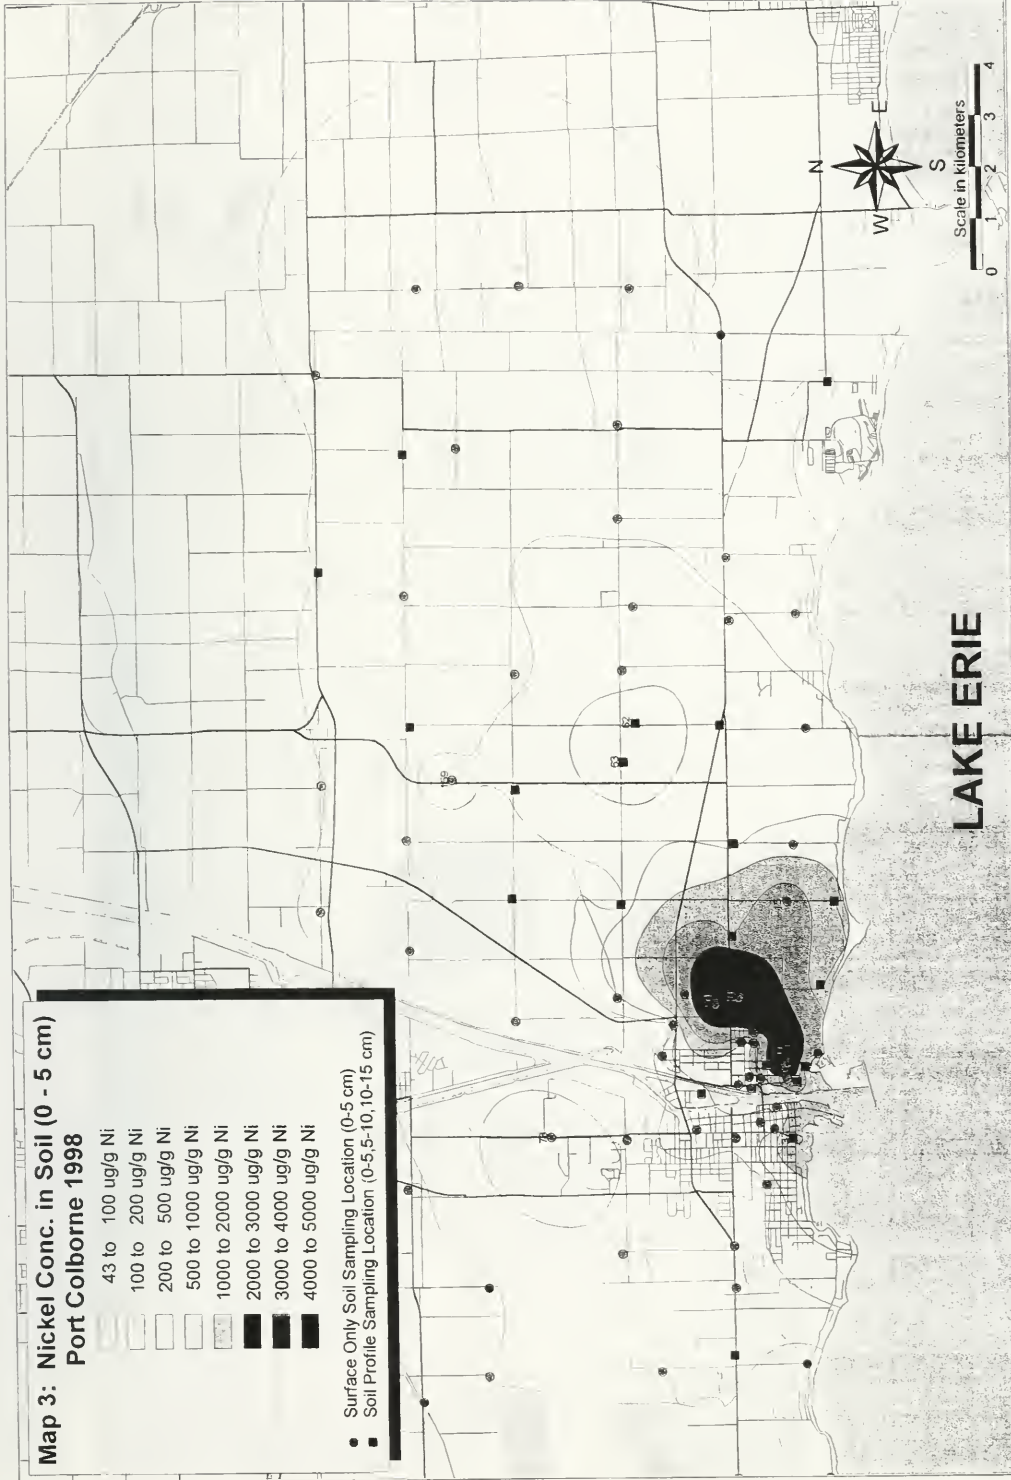 Map 3: Nickel Conc. in Soil (0 - 5 cm)
Port Colborne 1998
43 to 100 ug/g Ni
100 to 200 ug/g Ni
200 to 500 ug/g Ni
500 to 1000 ug/g Ni
1000 to 2000 ug/g Ni
2000 to 3000 ug/g Ni
3000 to 4000 ug/g Ni
4000 to 5000 ug/g Ni
Surface Only Soil Sampling Location (0-5 cm)
Soil Profile Sampling Location (0-5,5-10,10-15 cm)
62
63
LAKE ERIE
N
W
E
S
Scale in kilometers
0 1 2 3 4